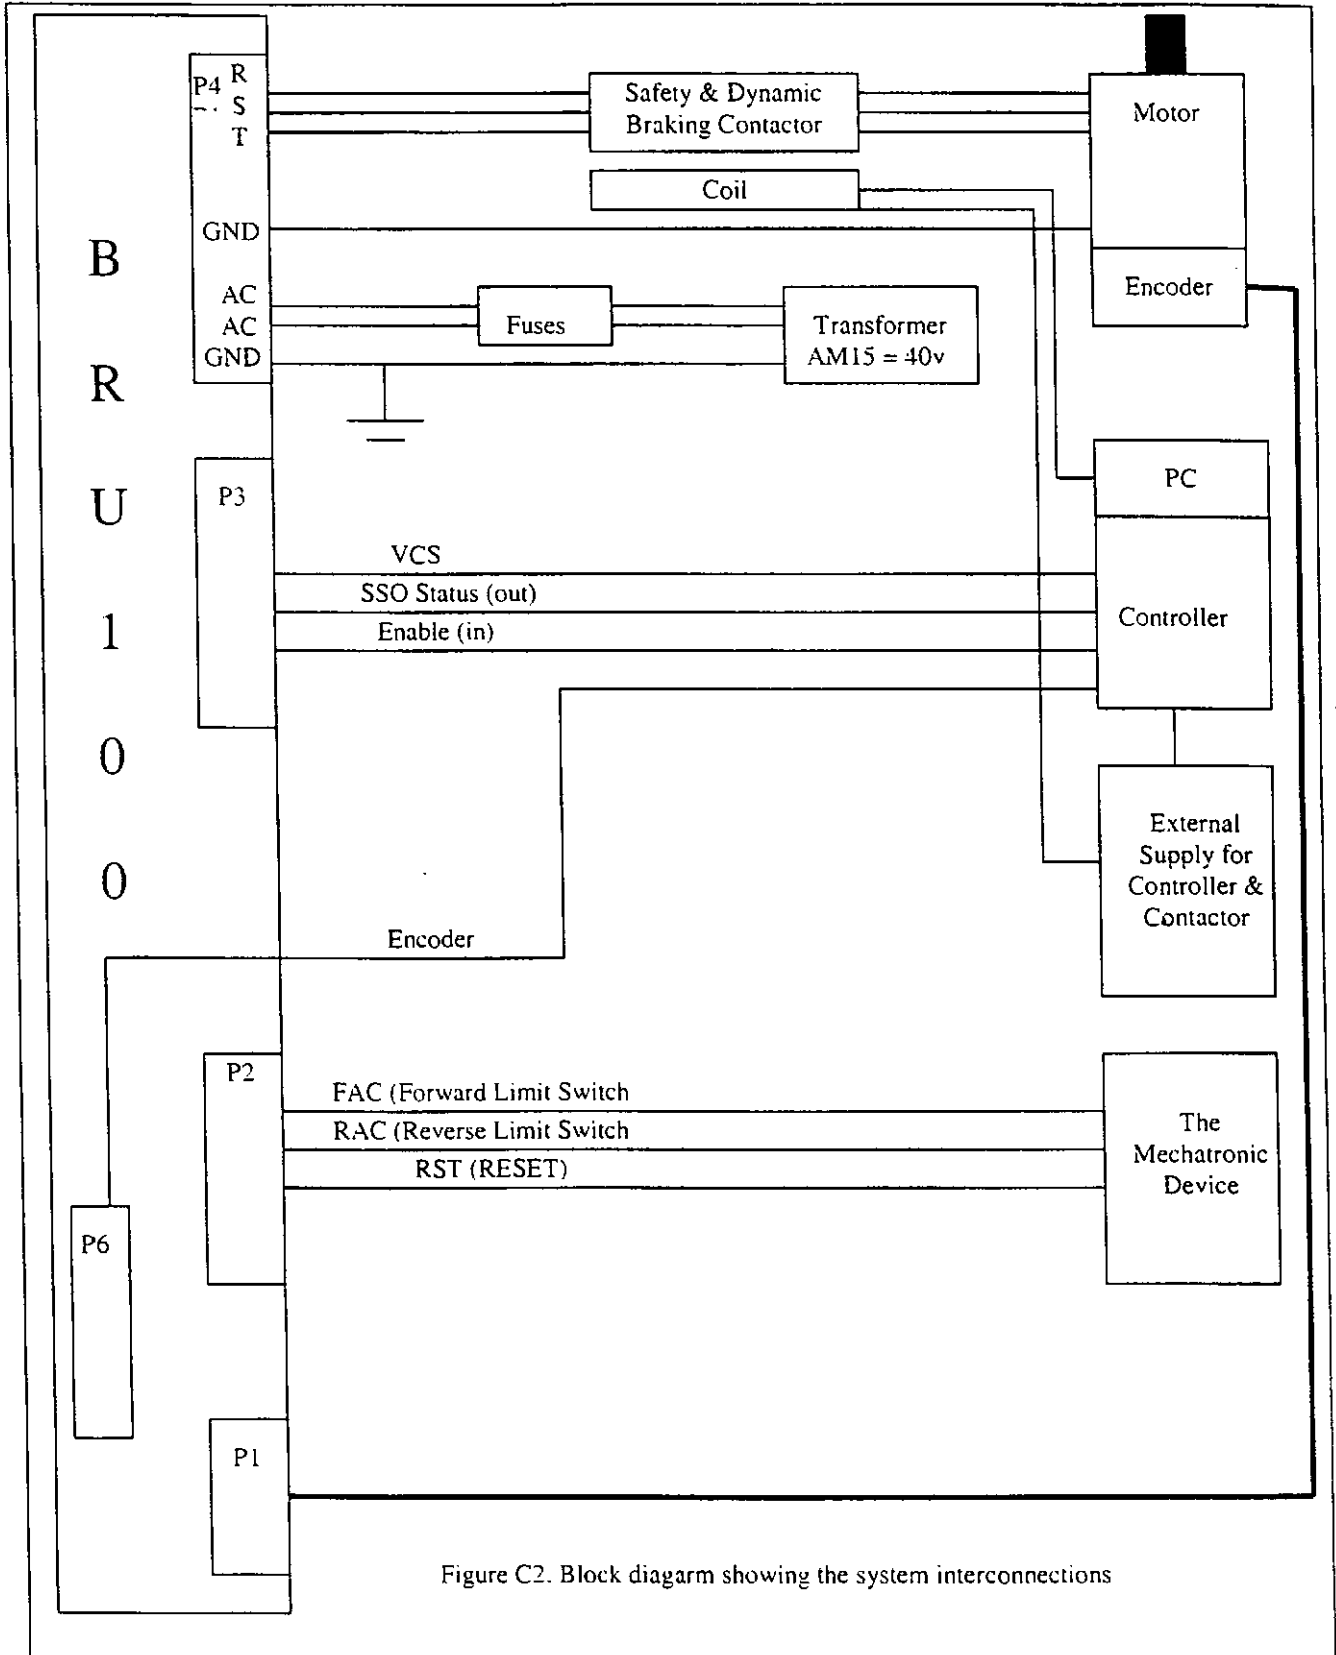 B
R
U
1
0
0
0
P4
R
S
T
GND
AC
AC
GND
Safety & Dynamic
Braking Contactor
Coil
Motor
Encoder
Fuses
Transformer
AM15 = 40v
P3
VCS
SSO Status (out)
Enable (in)
PC
Controller
External
Supply for
Controller &
Contactor
Encoder
P2
FAC (Forward Limit Switch
RAC (Reverse Limit Switch
RST (RESET)
The
Mechatronic
Device
P6
P1
Figure C2. Block diagarm showing the system interconnections